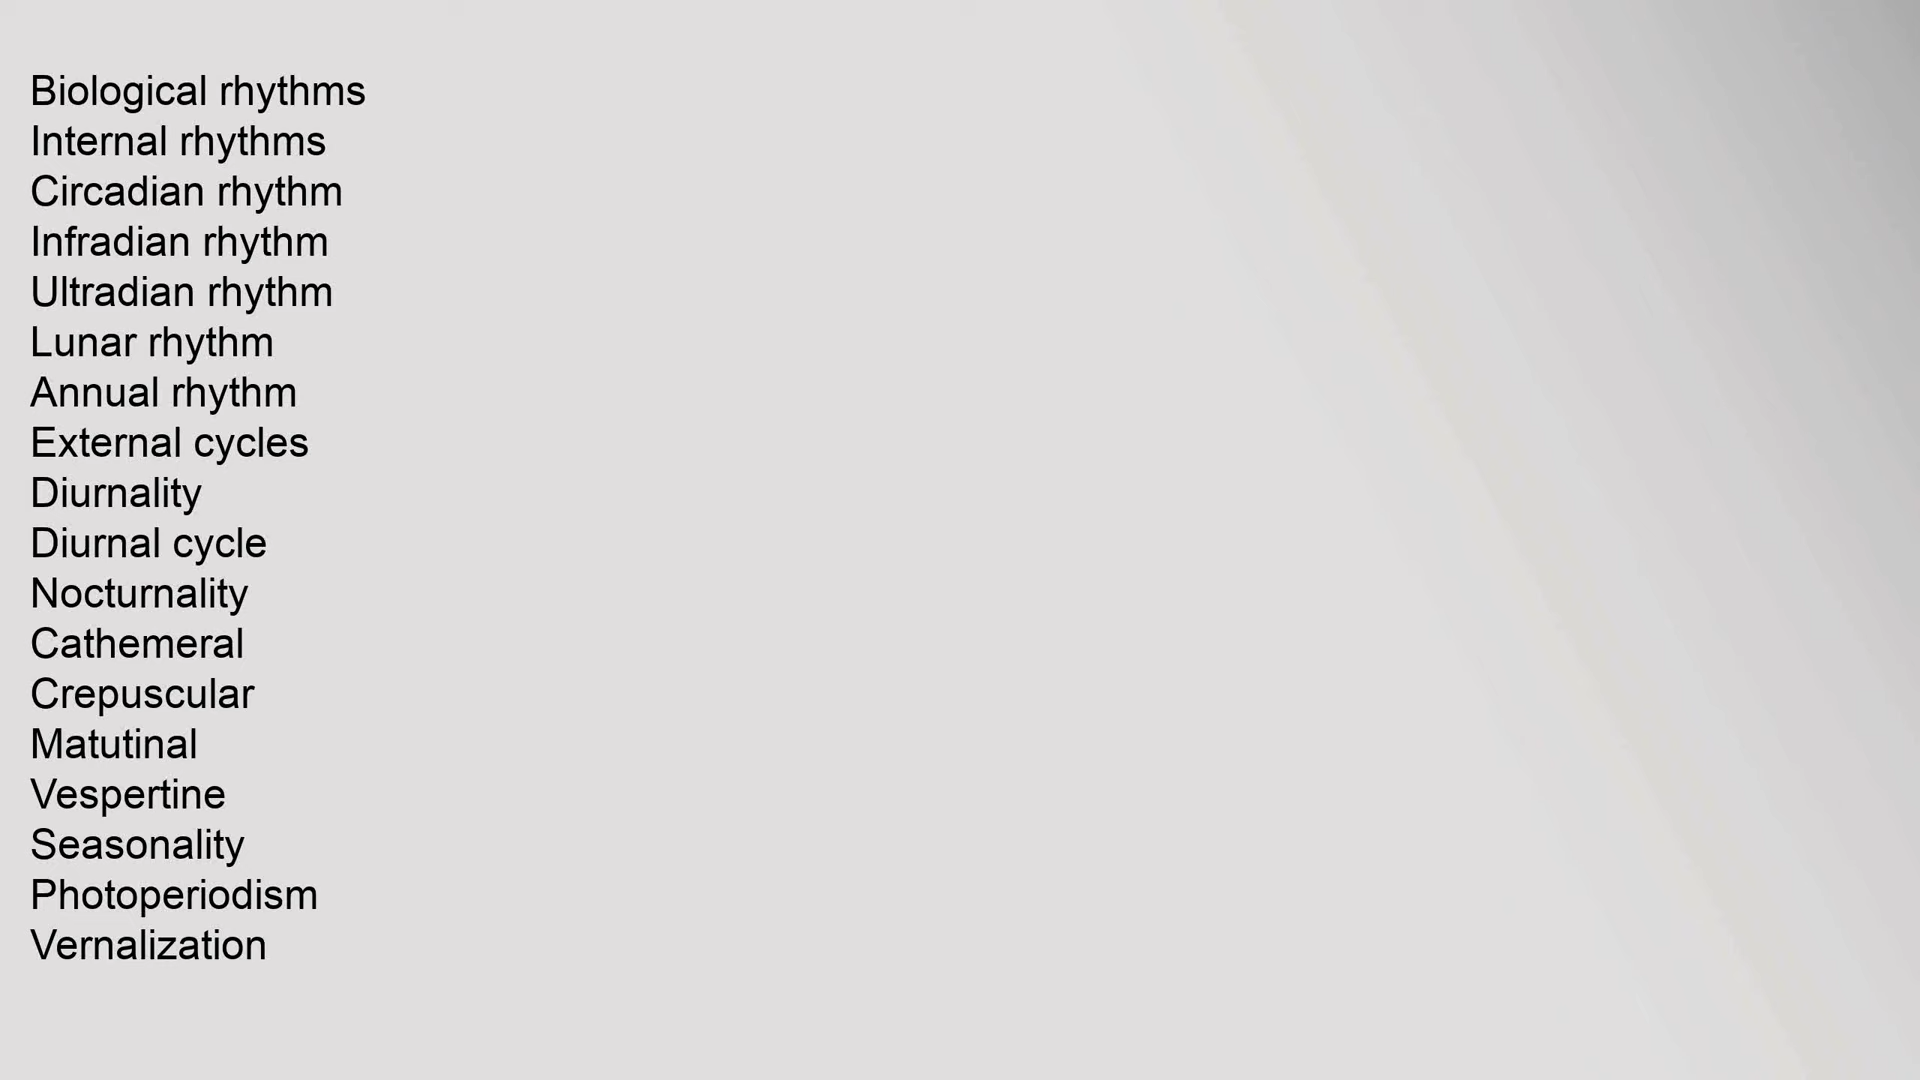 Biological rhythms
Internal rhythms
Circadian rhythm
Infradian rhythm
Ultradian rhythm
Lunar rhythm
Annual rhythm
External cycles
Diurnality
Diurnal cycle
Nocturnality
Cathemeral
Crepuscular
Matutinal
Vespertine
Seasonality
Photoperiodism
Vernalization